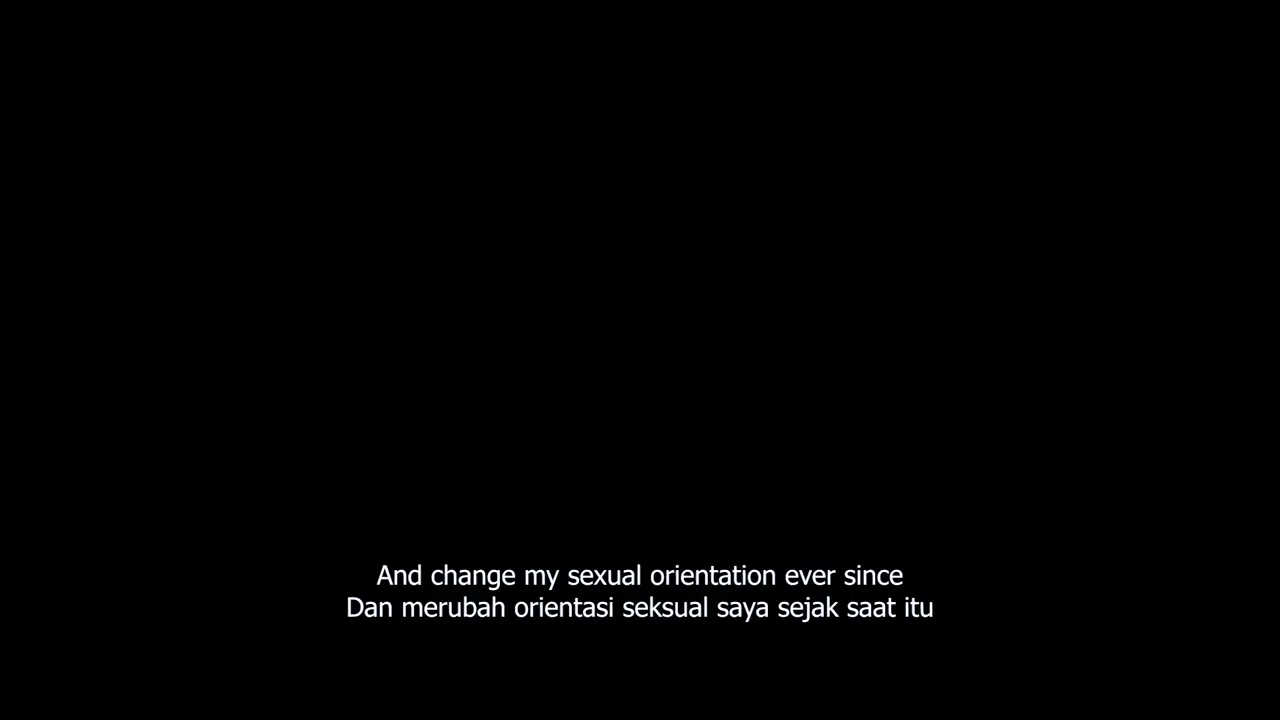 And change my sexual orientation ever since
Dan merubah orientasi seksual saya sejak saat itu